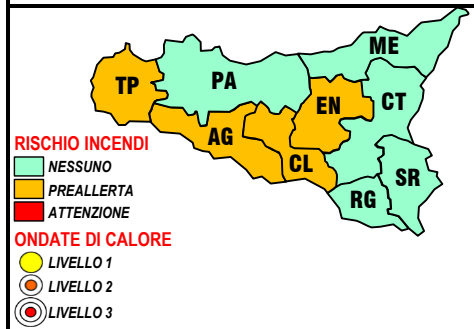 ME
PA
TP
EN
CT
AG
CL
SR
RG
RISCHIO INCENDI
NESSUNO
PREALLERTA
ATTENZIONE
ONDATE DI CALORE
LIVELLO 1
LIVELLO 2
LIVELLO 3